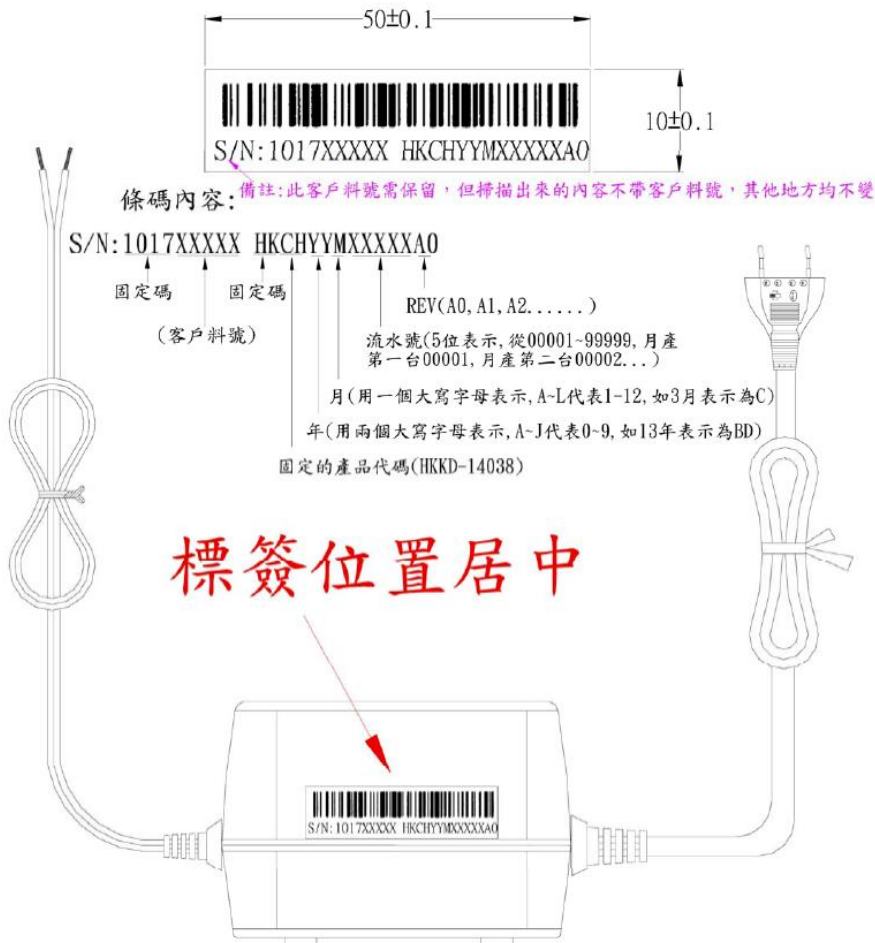 50±0.1
10±0.1
S/N:1017XXXXX HKCHYYMXXXXXA0
備註:此客戶料號需保留，但掃描出來的內容不帶客戶料號，其他地方均不變
條碼內容:
S/N:1017XXXXX HKCHYYMXXXXXA0
固定碼
固定碼
REV(A0, A1, A2......)
(客戶料號)
流水號(5位表示, 從00001~99999, 月產
第一台00001, 月產第二台00002...)
月(用一個大寫字母表示, A~L代表1-12, 如3月表示為C)
年(用兩個大寫字母表示, A~J代表0~9, 如13年表示為BD)
固定的產品代碼(HKKD-14038)
標簽位置居中
S/N:1017XXXXX HKCHYYMXXXXXA0